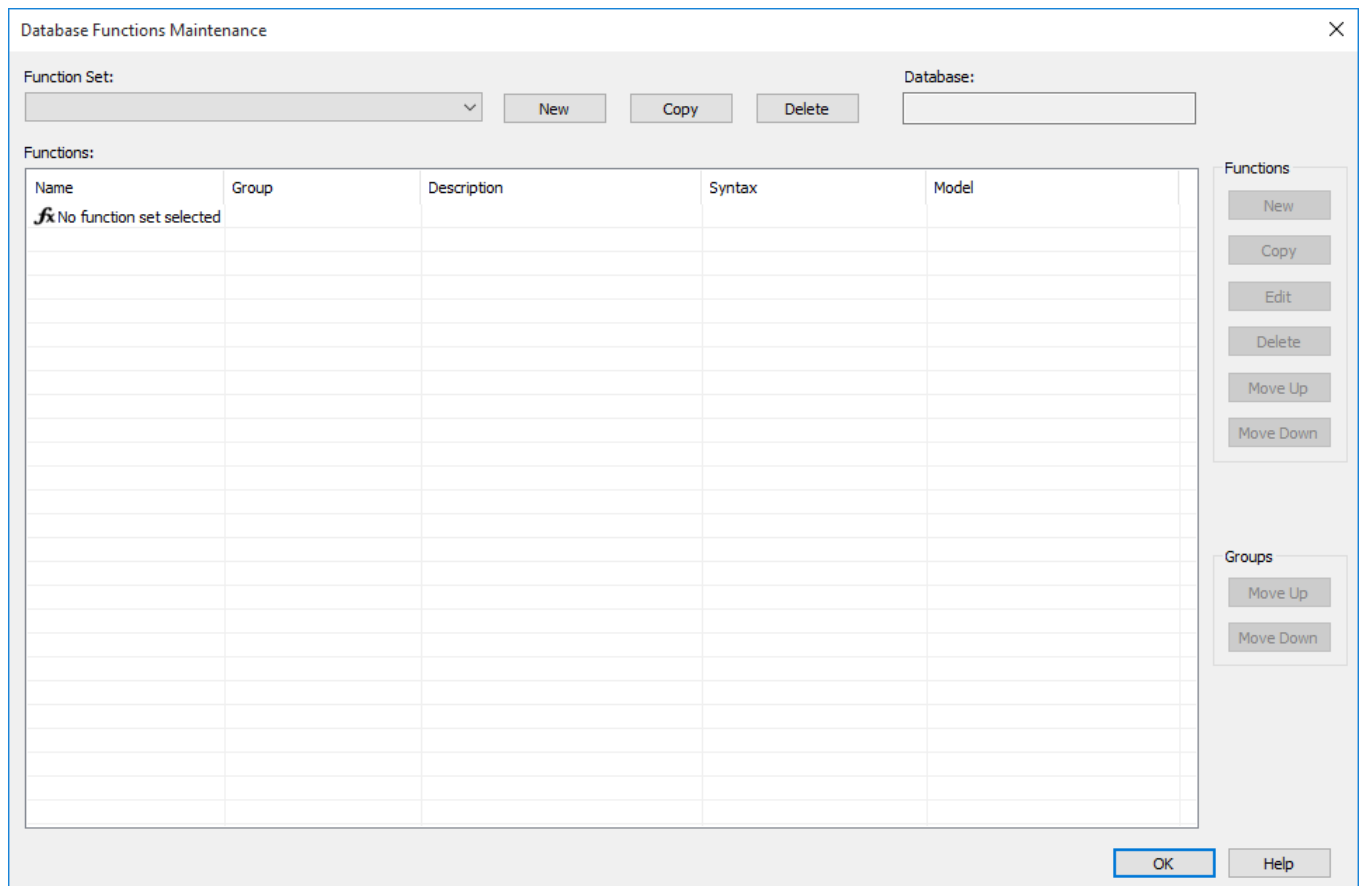 Database Functions Maintenance
Function Set:
Database:
New
Copy
Delete
Functions:
Name Group Description Syntax Model
fx No function set selected
Functions
New
Copy
Edit
Delete
Move Up
Move Down
Groups
Move Up
Move Down
OK
Help